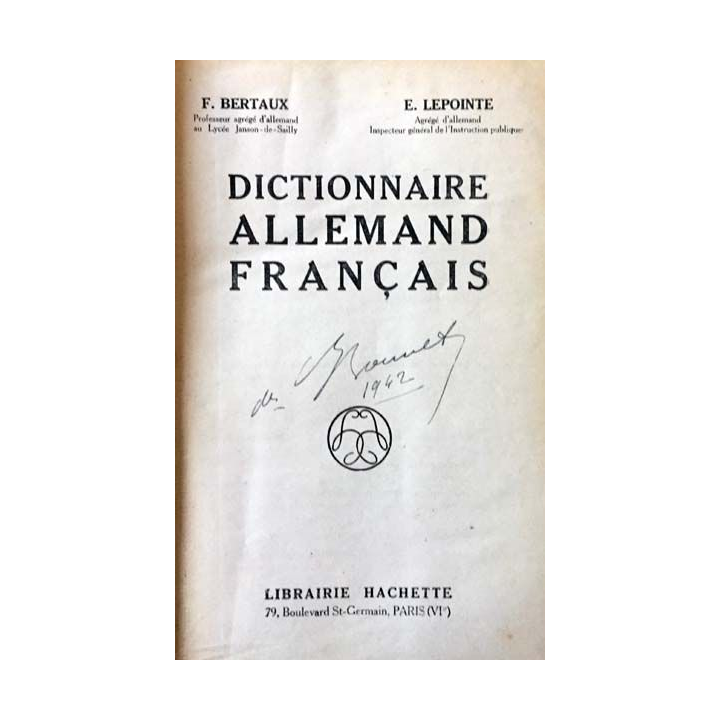 F. BERTAUX
Professeur agrégé d'allemand
au Lycée Janson-de-Sailly
E. LEPOINTE
Agrégé d'allemand
Inspecteur général de l'Instruction publique
DICTIONNAIRE
ALLEMAND
FRANÇAIS
1942
LIBRAIRIE HACHETTE
79, Boulevard St-Germain, PARIS (VIe)